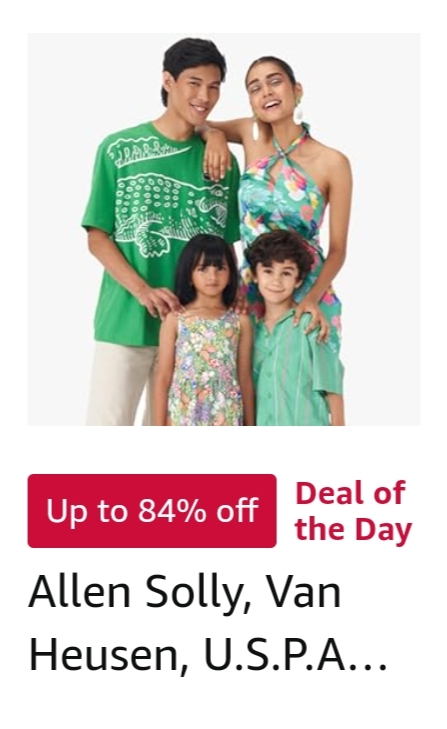 Up to 84% off
Deal of
the Day
Allen Solly, Van
Heusen, U.S.P.A...